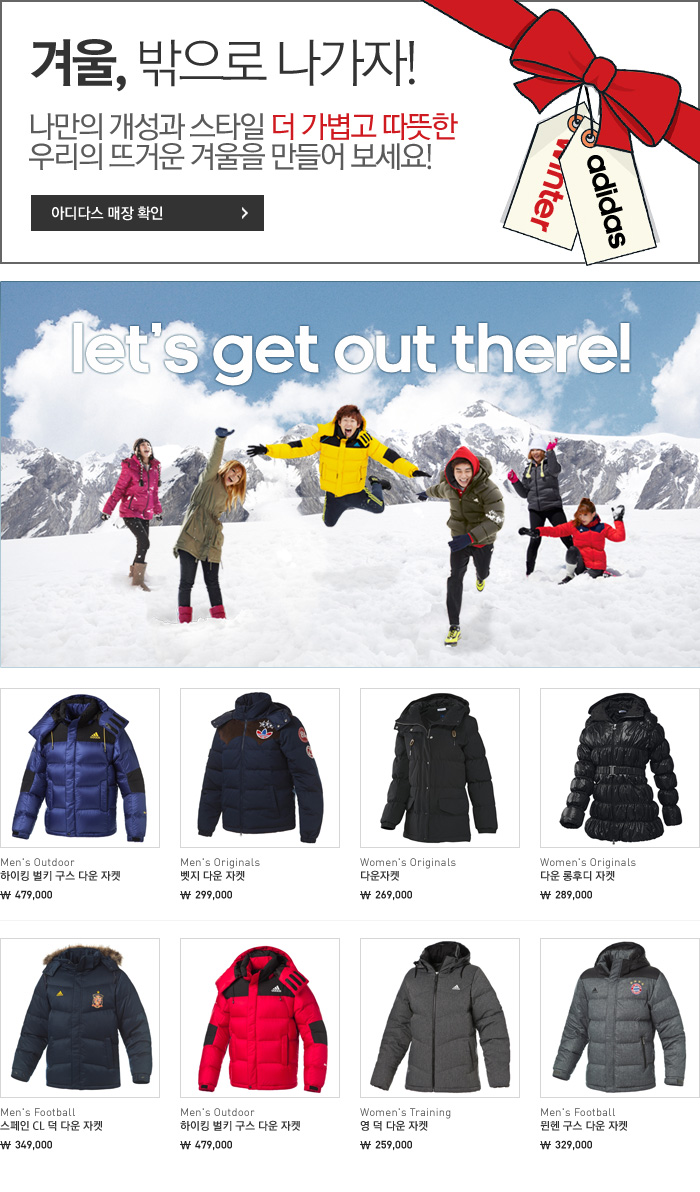 겨울, 밖으로 나가자!
나만의 개성과 스타일 더 가볍고 따뜻한
우리의 뜨거운 겨울을 만들어 보세요!
아디다스 매장 확인
winter
adidas
let's get out there!
Men's Outdoor
하이킹 벌키 구스 다운 자켓
₩ 479,000
Men's Originals
벳지 다운 자켓
₩ 299,000
Women's Originals
다운자켓
₩ 269,000
Women's Originals
다운 롱후디 자켓
₩ 289,000
Men's Football
스페인 CL 덕 다운 자켓
₩ 349,000
Men's Outdoor
하이킹 벌키 구스 다운 자켓
₩ 479,000
Women's Training
영 덕 다운 자켓
₩ 259,000
Men's Football
뮌헨 구스 다운 자켓
₩ 329,000